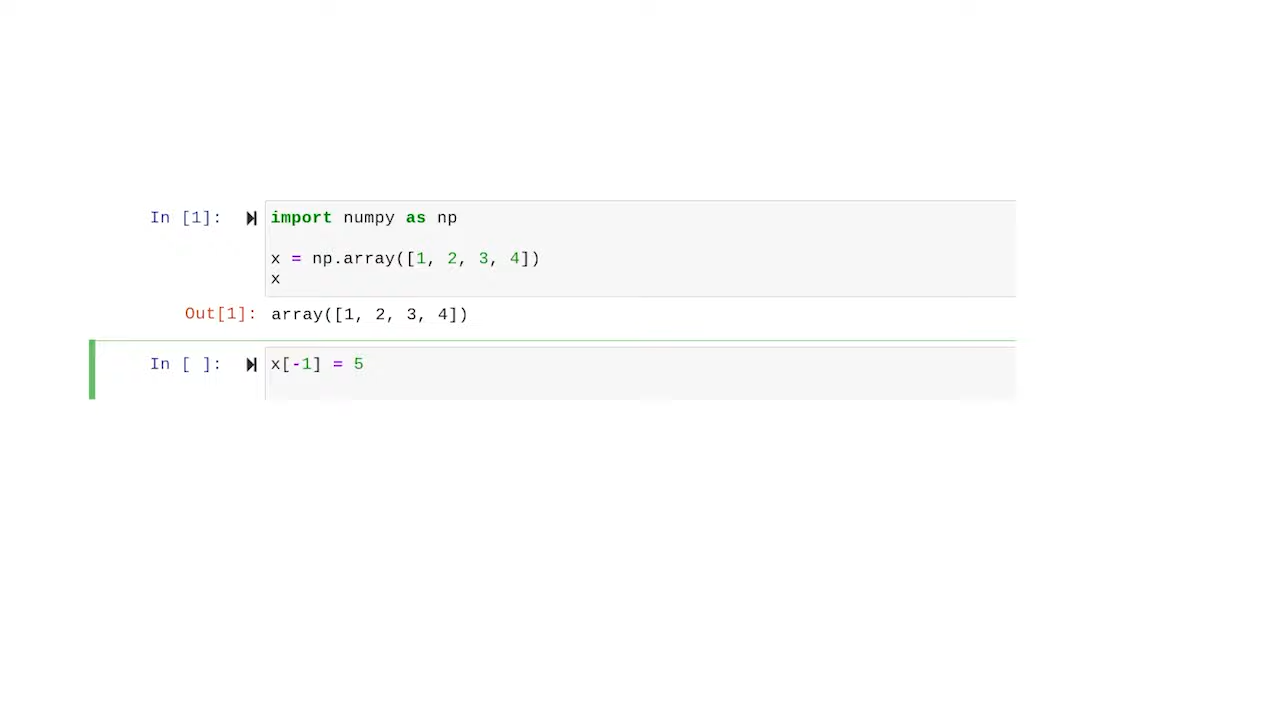 In [1]: import numpy as np
x = np.array([1, 2, 3, 4])
x
Out[1]: array([1, 2, 3, 4])
In [ ]: x[-1] = 5